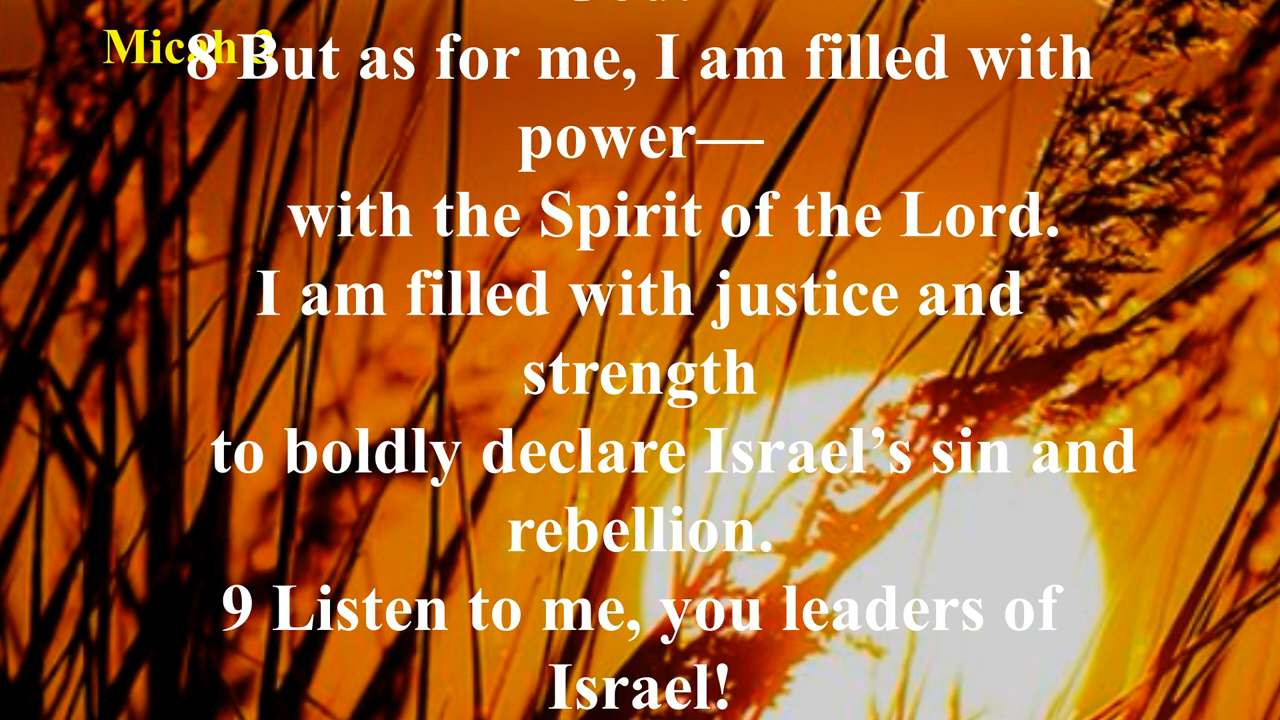 Micah 3
8 But as for me, I am filled with
power—
with the Spirit of the Lord.
I am filled with justice and
strength
to boldly declare Israel’s sin and
rebellion.
9 Listen to me, you leaders of
Israel!